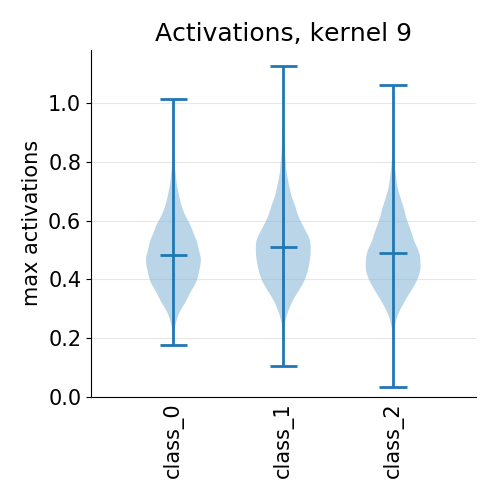 Activations, kernel 9
max activations
1.0
0.8
0.6
0.4
0.2
0.0
class_0
class_1
class_2